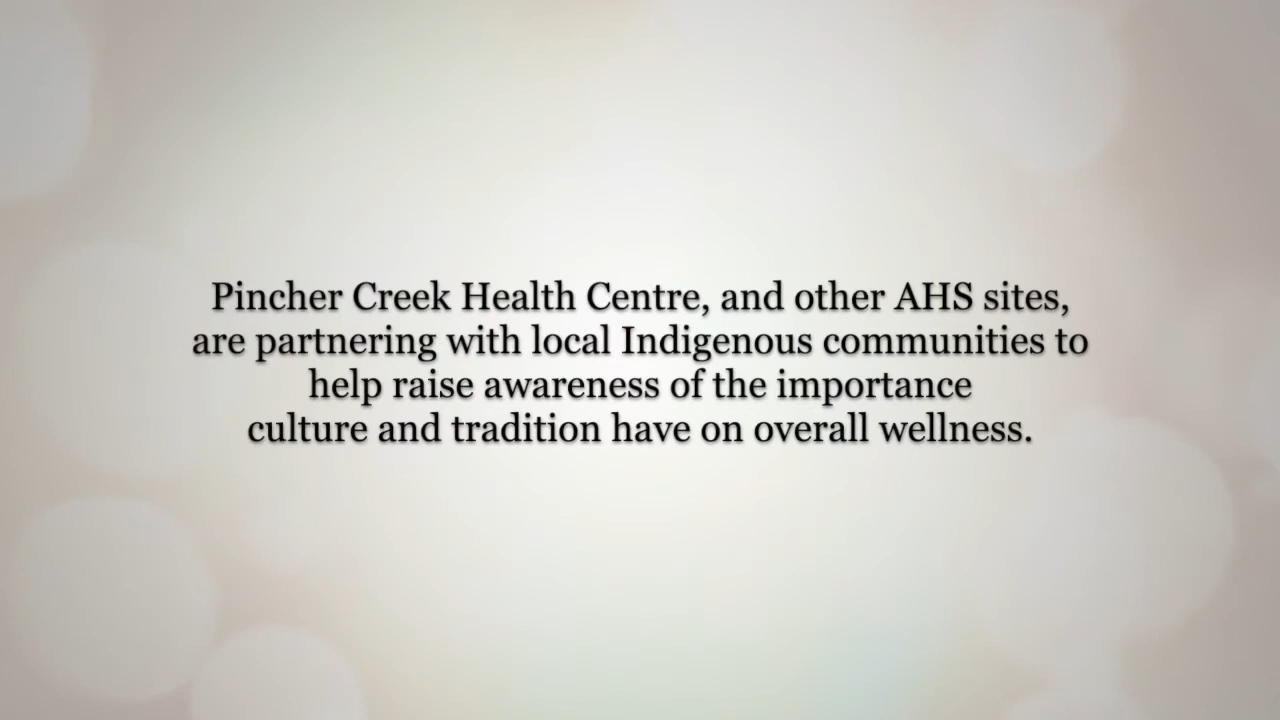 Pincher Creek Health Centre, and other AHS sites,
are partnering with local Indigenous communities to
help raise awareness of the importance
culture and tradition have on overall wellness.